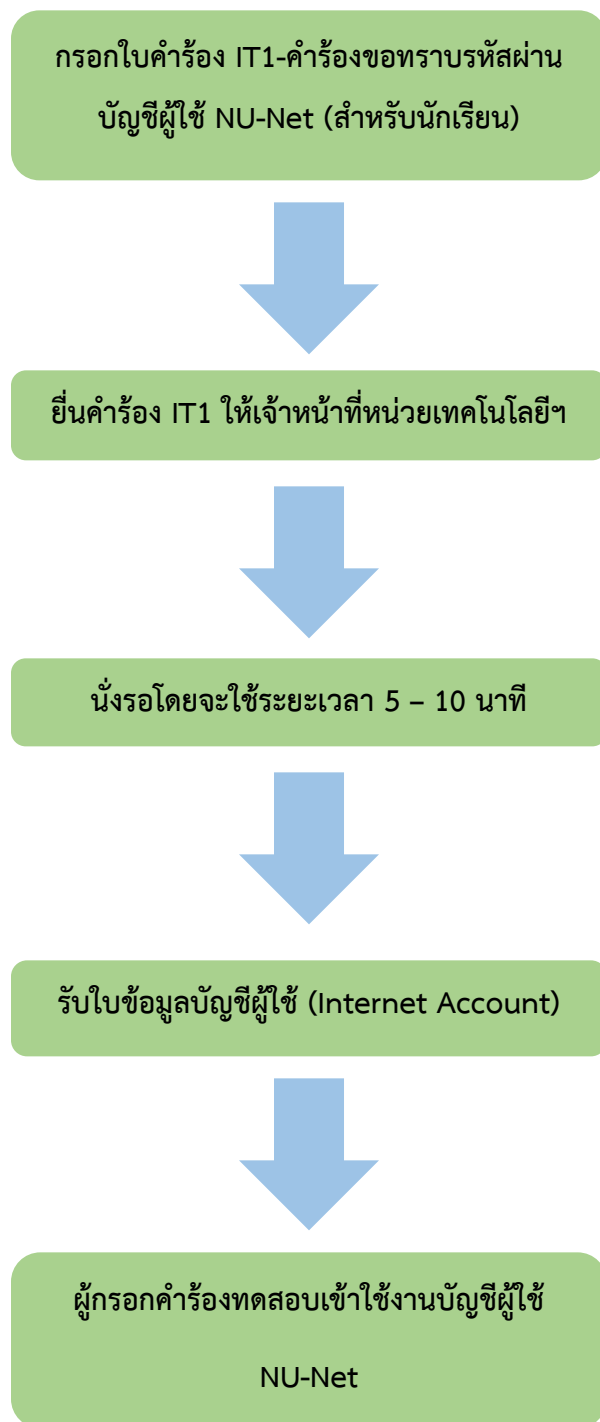 กรอกใบคำร้อง IT1-คำร้องขอทราบรหัสผ่าน
บัญชีผู้ใช้ NU-Net (สำหรับนักเรียน)
ยื่นคำร้อง IT1 ให้เจ้าหน้าที่หน่วยเทคโนโลยีฯ
นั่งรอโดยจะใช้ระยะเวลา 5 – 10 นาที
รับใบข้อมูลบัญชีผู้ใช้ (Internet Account)
ผู้กรอกคำร้องทดสอบเข้าใช้งานบัญชีผู้ใช้
NU-Net